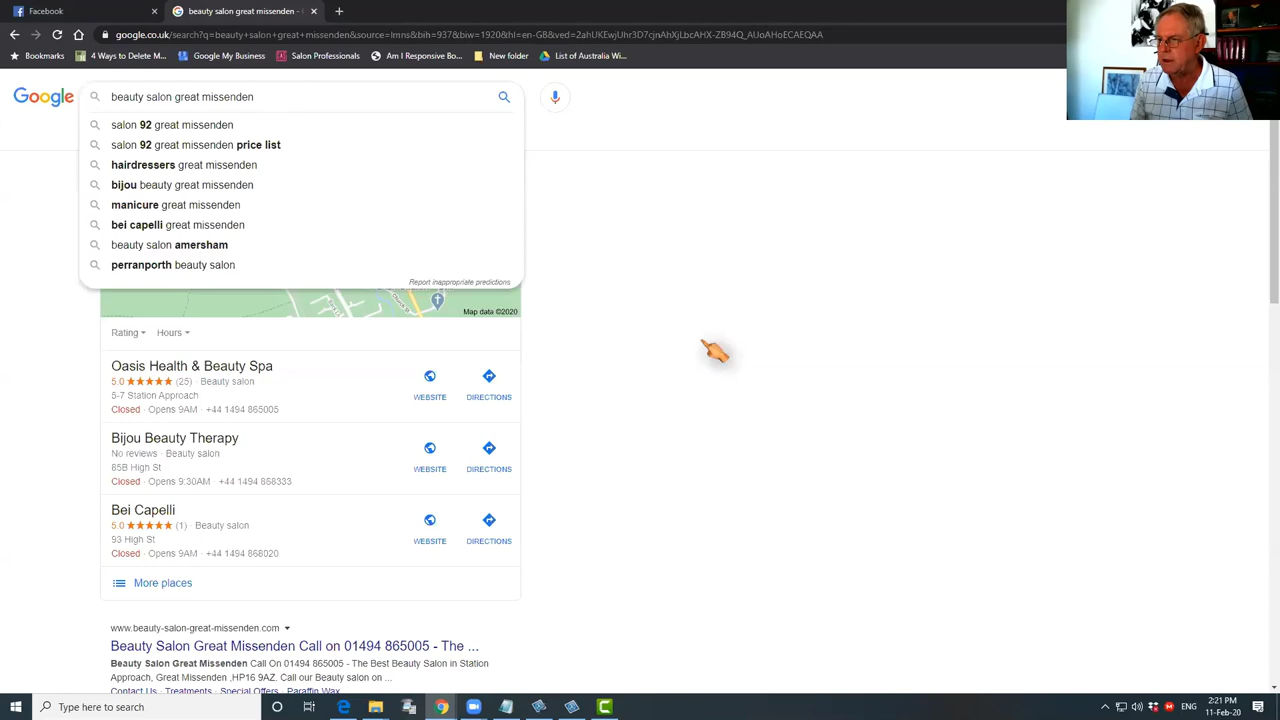 Facebook
beauty salon great missenden -
google.co.uk/search?q=beauty+salon+great+missenden&source=lmns&bih=937&biw=1920&hl=en-GB&ved=2ahUKEwjUhr3D7cjnAhXgLbcAHX-ZB94Q_AUoAHoECAEQAA
Bookmarks
4 Ways to Delete M...
Google My Business
Salon Professionals
Am I Responsive Be...
New folder
List of Australia Wi...
Google
beauty salon great missenden
salon 92 great missenden
salon 92 great missenden price list
hairdressers great missenden
bijou beauty great missenden
manicure great missenden
bei capelli great missenden
beauty salon amersham
perranporth beauty salon
Report inappropriate predictions
Map data ©2020
Rating
Hours
Oasis Health & Beauty Spa
5.0 ★★★★★ (25) · Beauty salon
5-7 Station Approach
Closed · Opens 9AM · +44 1494 865005
WEBSITE
DIRECTIONS
Bijou Beauty Therapy
No reviews · Beauty salon
85B High St
Closed · Opens 9:30AM · +44 1494 868333
WEBSITE
DIRECTIONS
Bei Capelli
5.0 ★★★★★ (1) · Beauty salon
93 High St
Closed · Opens 9AM · +44 1494 868020
WEBSITE
DIRECTIONS
More places
www.beauty-salon-great-missenden.com
Beauty Salon Great Missenden Call on 01494 865005 - The ...
Beauty Salon Great Missenden Call On 01494 865005 - The Best Beauty Salon in Station
Approach, Great Missenden ,HP16 9AZ. Call our Beauty salon on ...
Contact Us · Treatments · Special Offers · Paraffin Wax
Type here to search
ENG
2:21 PM
11-Feb-20